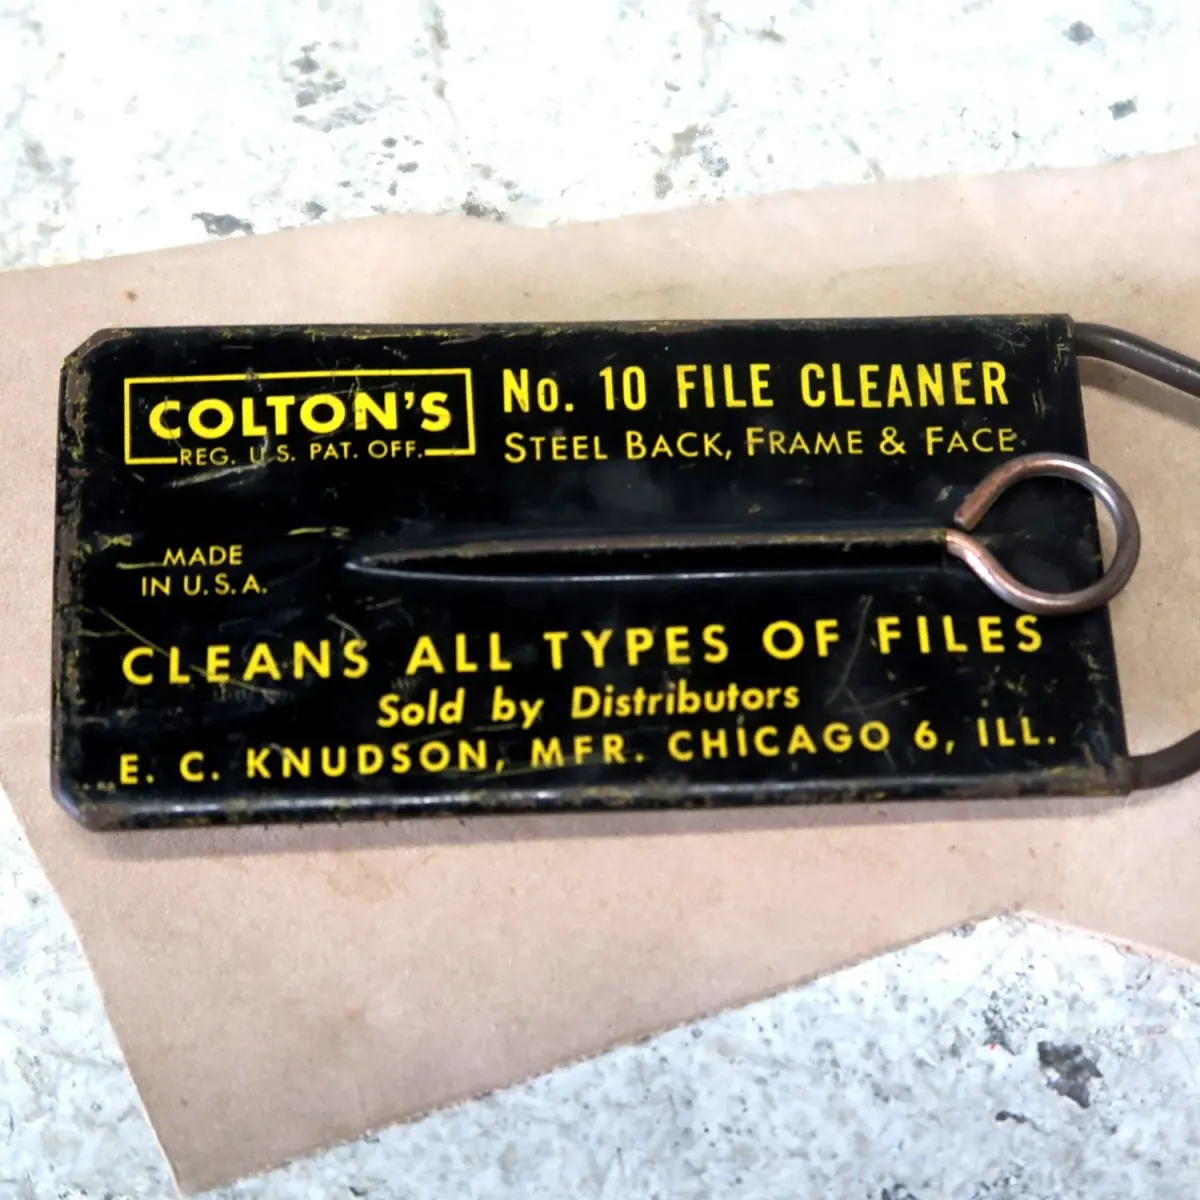 COLTON'S
REG. U.S. PAT. OFF.
No. 10 FILE CLEANER
STEEL BACK, FRAME & FACE
MADE
IN U.S.A.
CLEANS ALL TYPES OF FILES
Sold by Distributors
E. C. KNUDSON, MFR. CHICAGO 6, ILL.